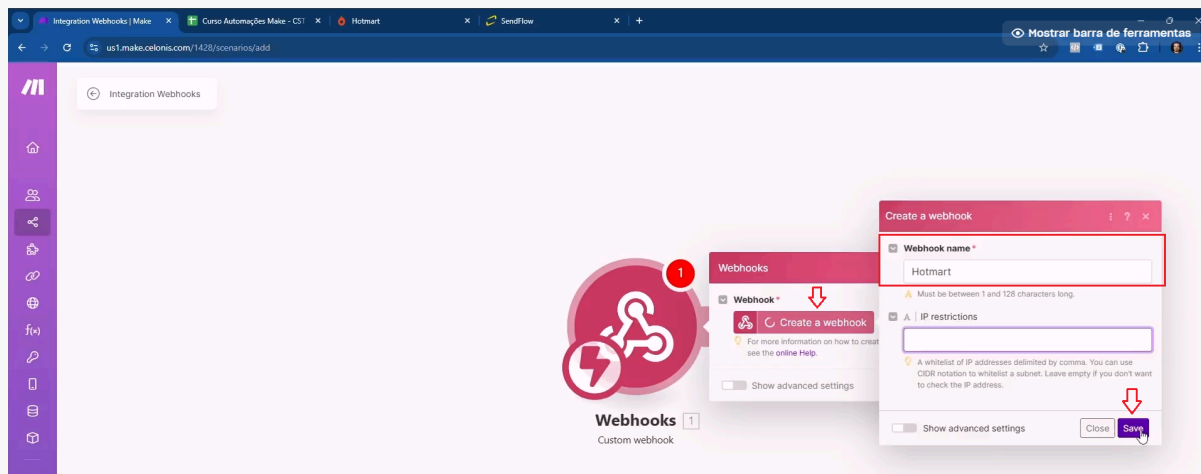 Integration Webhooks | Make
Curso Automações Make - CST
Hotmart
SendFlow
us1.make.celonis.com/1428/scenarios/add
Mostrar barra de ferramentas
Integration Webhooks
1
Webhooks
Webhook *
Create a webhook
For more information on how to creat
see the online Help.
Show advanced settings
Webhooks 1
Custom webhook
Create a webhook
Webhook name *
Hotmart
Must be between 1 and 128 characters long.
A | IP restrictions
A whitelist of IP addresses delimited by comma. You can use
CIDR notation to whitelist a subnet. Leave empty if you don't want
to check the IP address.
Show advanced settings
Close
Save